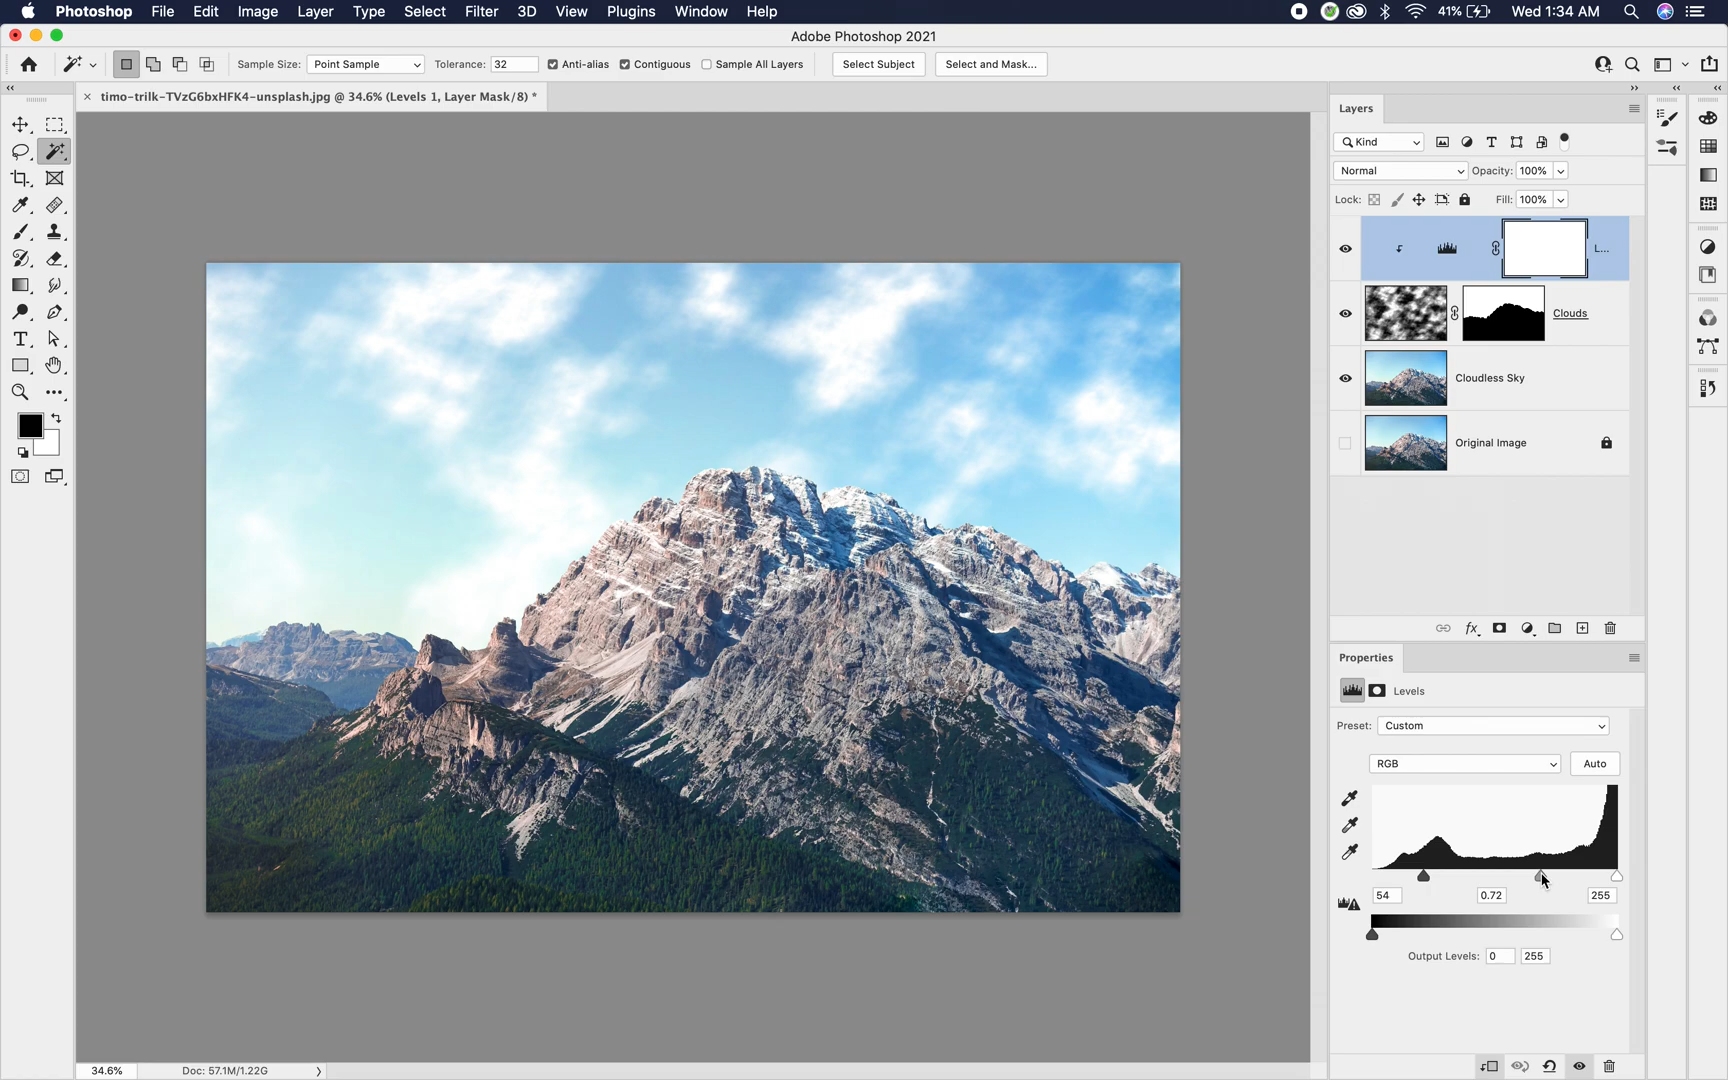 Photoshop File Edit Image Layer Type Select Filter 3D View Plugins Window Help 41% Wed 1:34 AM
Adobe Photoshop 2021
Sample Size: Point Sample Tolerance: 32 Anti-alias Contiguous Sample All Layers Select Subject Select and Mask...
timo-trilk-TVzG6bxHFK4-unsplash.jpg @ 34.6% (Levels 1, Layer Mask/8) *
Layers
Kind
Normal Opacity: 100%
Lock: Fill: 100%
L...
Clouds
Cloudless Sky
Original Image
fx
Properties
Levels
Preset: Custom
RGB Auto
54 0.72 255
Output Levels: 0 255
34.6% Doc: 57.1M/1.22G